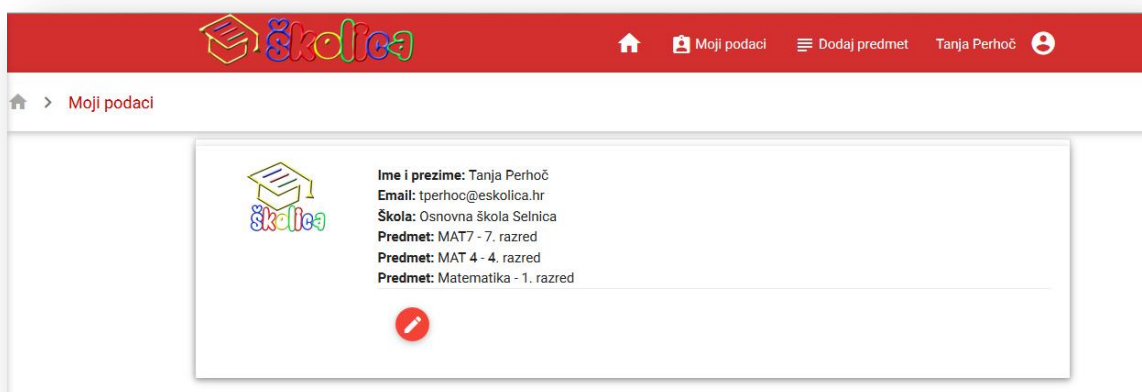 školica
Moji podaci
Dodaj predmet
Tanja Perhoč
Moji podaci
školica
Ime i prezime: Tanja Perhoč
Email: tperhoc@eskolica.hr
Škola: Osnovna škola Selnica
Predmet: MAT7 - 7. razred
Predmet: MAT 4 - 4. razred
Predmet: Matematika - 1. razred